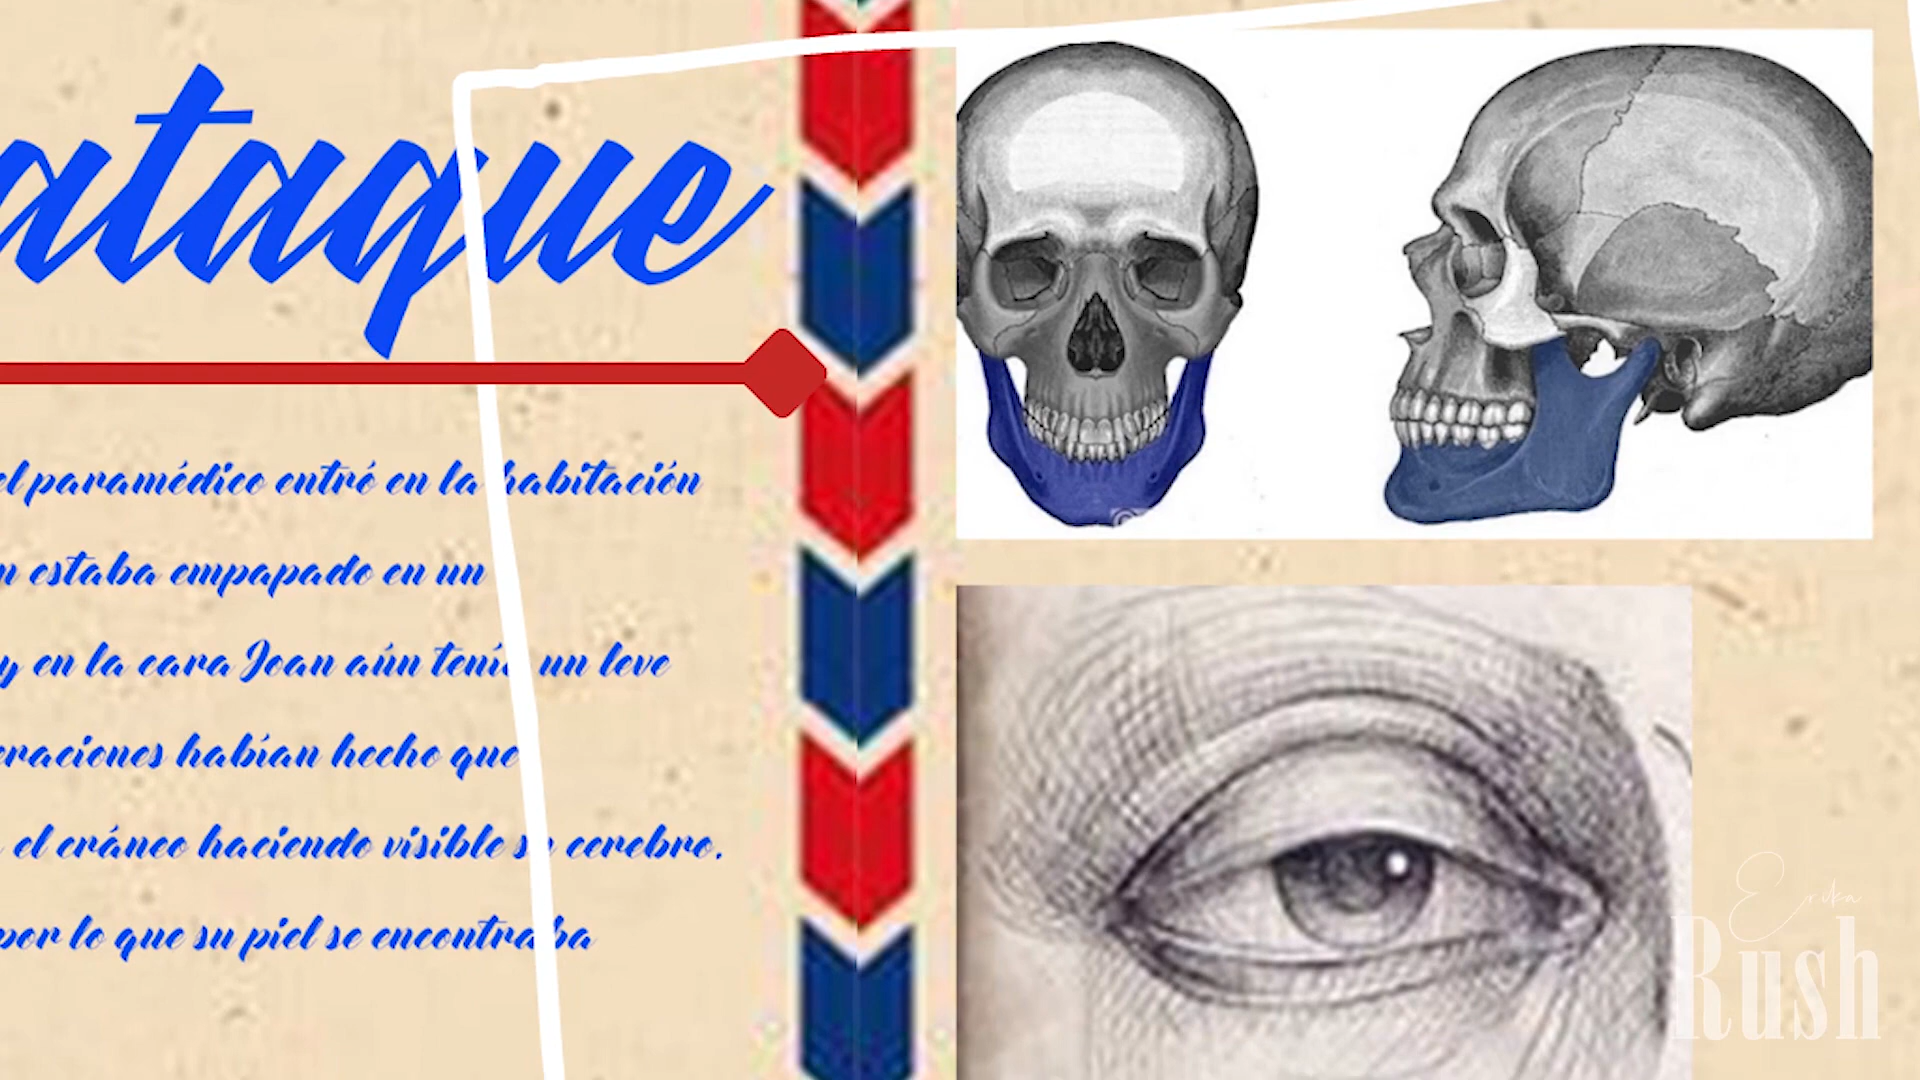 ataque
el paramédico entró en la habitación
estaba empapado en un
y en la cara Joan aún tenía un leve
habían hecho que
el cráneo haciendo visible su cerebro.
por lo que su piel se encontraba
Erika
Rush